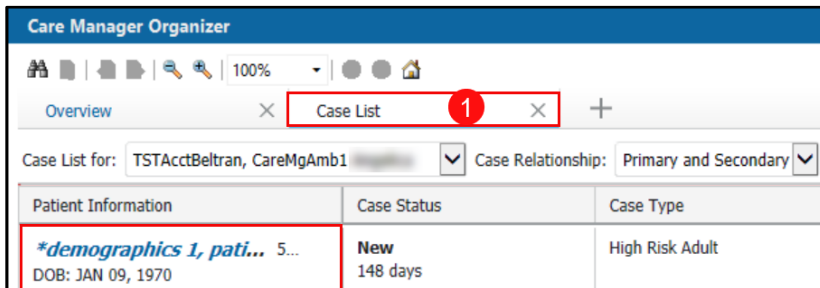 Care Manager Organizer
100%
Overview Case List 1
Case List for: TSTAcctBeltran, CareMgAmb1 Case Relationship: Primary and Secondary
Patient Information Case Status Case Type
*demographics 1, pati... 5... New High Risk Adult
DOB: JAN 09, 1970 148 days